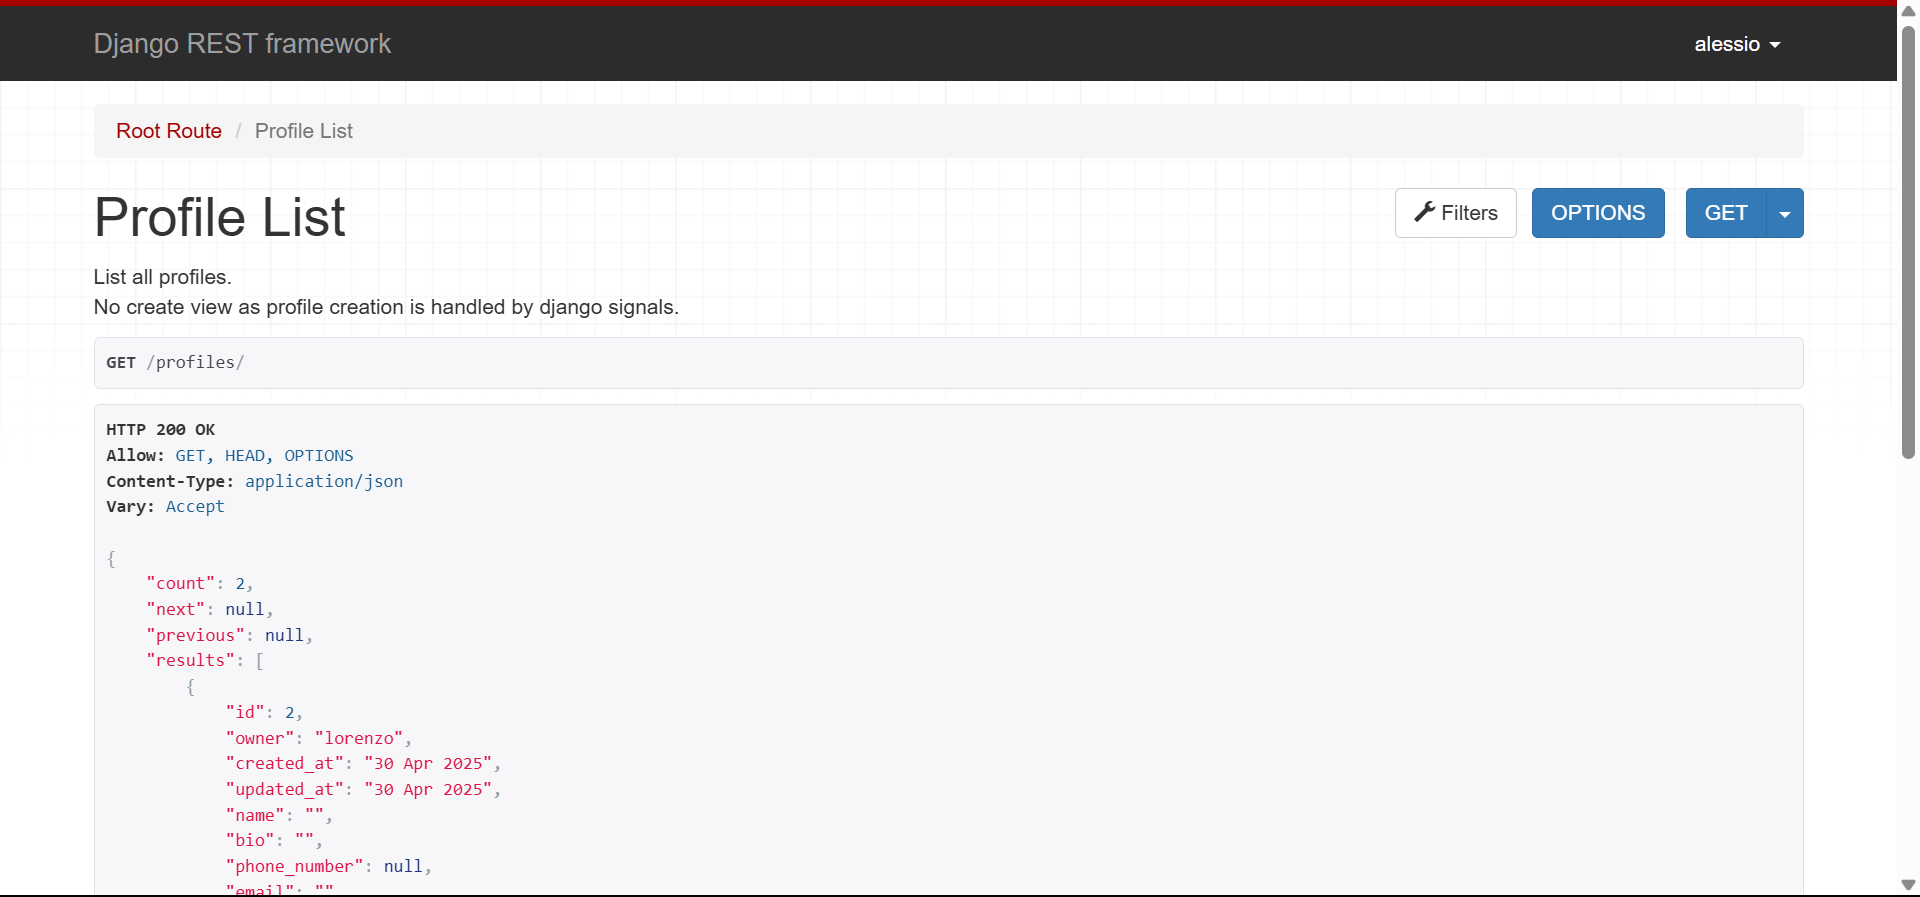 Django REST framework
alessio
Root Route / Profile List
Profile List
Filters
OPTIONS
GET
List all profiles.
No create view as profile creation is handled by django signals.
GET /profiles/
HTTP 200 OK
Allow: GET, HEAD, OPTIONS
Content-Type: application/json
Vary: Accept
{
    "count": 2,
    "next": null,
    "previous": null,
    "results": [
        {
            "id": 2,
            "owner": "lorenzo",
            "created_at": "30 Apr 2025",
            "updated_at": "30 Apr 2025",
            "name": "",
            "bio": "",
            "phone_number": null,
            "email": ""